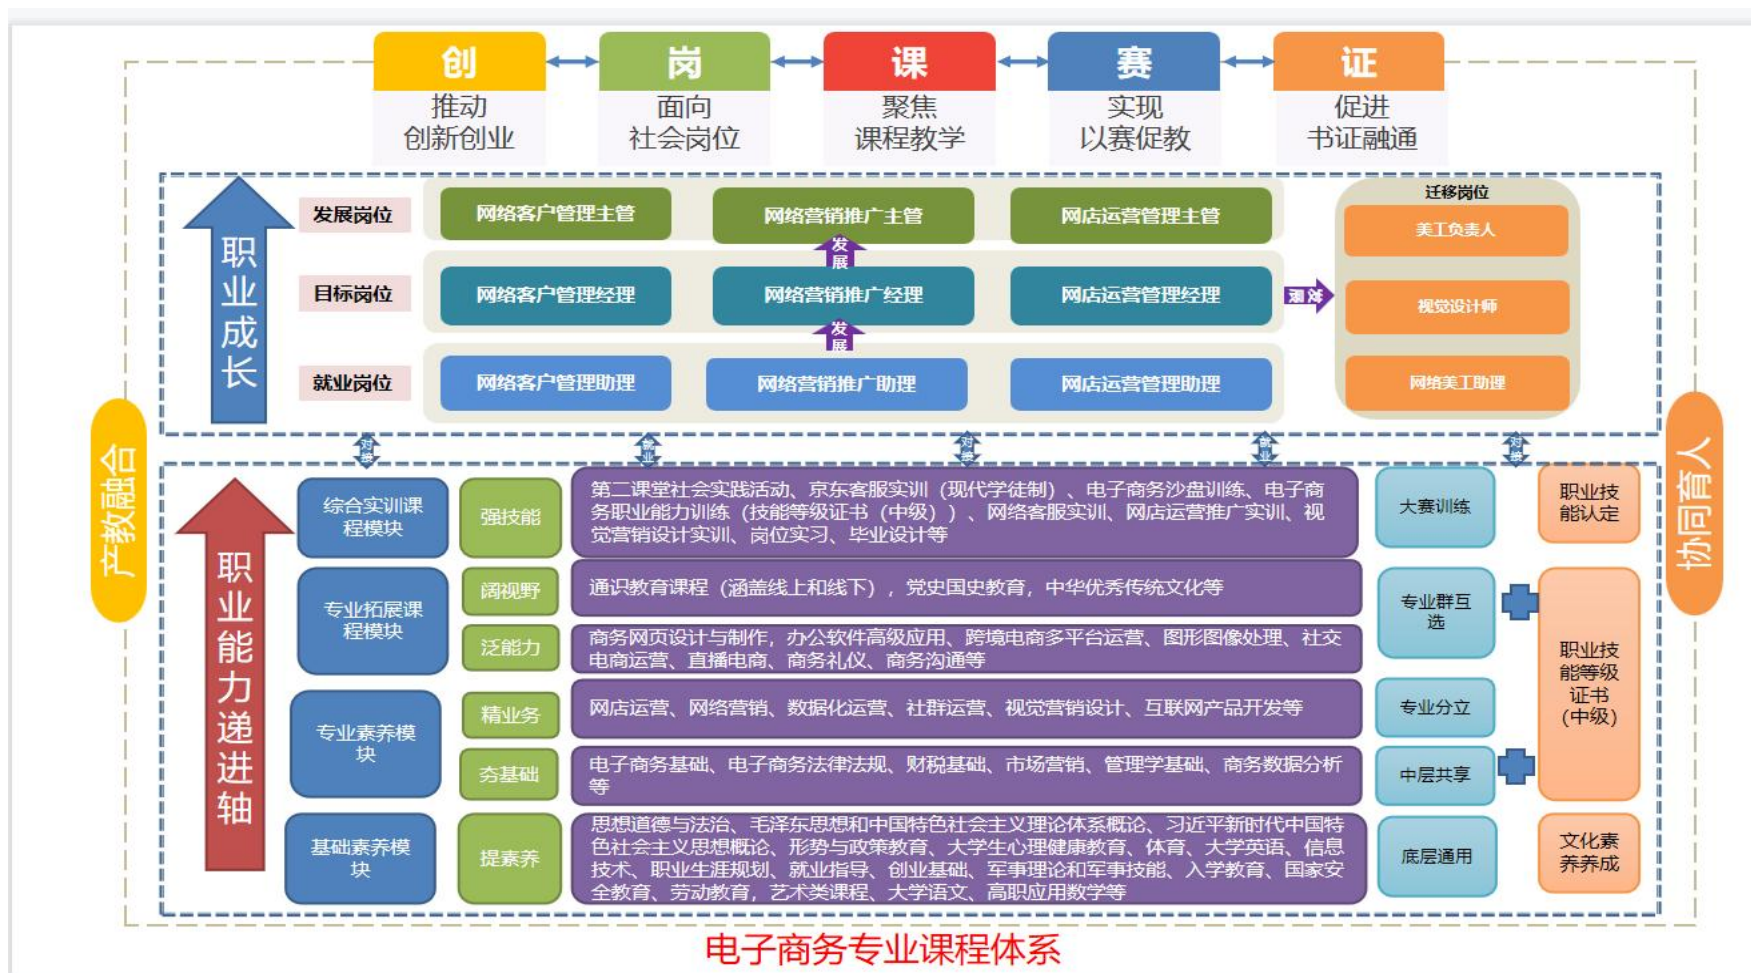 创
岗
课
赛
证
推动
创新创业
面向
社会岗位
聚焦
课程教学
实现
以赛促教
促进
书证融通
职业成长
发展岗位
网络客户管理主管
网络营销推广主管
网店运营管理主管
发展
目标岗位
网络客户管理经理
网络营销推广经理
网店运营管理经理
发展
发展
就业岗位
网络客户管理助理
网络营销推广助理
网店运营管理助理
迁移岗位
美工负责人
视觉设计师
网络美工助理
产教融合
协同育人
对接
就业
对接
就业
对接
职业能力递进轴
综合实训课
程模块
强技能
第二课堂社会实践活动、京东客服实训（现代学徒制）、电子商务沙盘训练、电子商
务职业能力训练（技能等级证书（中级））、网络客服实训、网店运营推广实训、视
觉营销设计实训、岗位实习、毕业设计等
大赛训练
职业技
能认定
专业拓展课
程模块
阔视野
通识教育课程（涵盖线上和线下），党史国史教育，中华优秀传统文化等
泛能力
商务网页设计与制作，办公软件高级应用、跨境电商多平台运营、图形图像处理、社交
电商运营、直播电商、商务礼仪、商务沟通等
专业群互
选
职业技
能等级
证书
（中级）
专业素养模
块
精业务
网店运营、网络营销、数据化运营、社群运营、视觉营销设计、互联网产品开发等
专业分立
夯基础
电子商务基础、电子商务法律法规、财税基础、市场营销、管理学基础、商务数据分析
等
中层共享
基础素养模
块
提素养
思想道德与法治、毛泽东思想和中国特色社会主义理论体系概论、习近平新时代中国特
色社会主义思想概论、形势与政策教育、大学生心理健康教育、体育、大学英语、信息
技术、职业生涯规划、就业指导、创业基础、军事理论和军事技能、入学教育、国家安
全教育、劳动教育，艺术类课程、大学语文、高职应用数学等
底层通用
文化素
养养成
电子商务专业课程体系